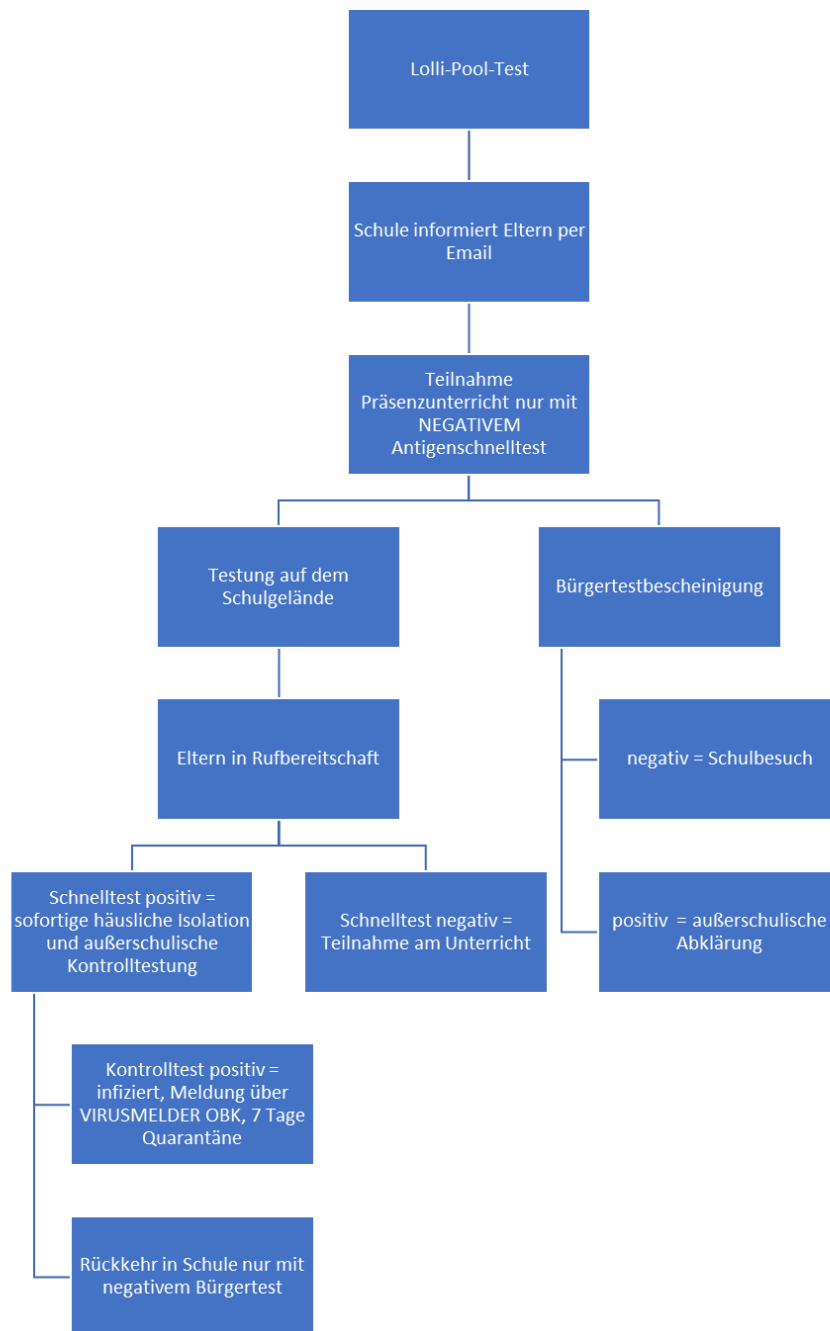 Lolli-Pool-Test
Schule informiert Eltern per
Email
Teilnahme
Präsenzunterricht nur mit
NEGATIVEM
Antigenschnelltest
Testung auf dem
Schulgelände
Bürgertestbescheinigung
Eltern in Rufbereitschaft
negativ = Schulbesuch
Schnelltest positiv =
sofortige häusliche Isolation
und außerschulische
Kontrolltestung
Schnelltest negativ =
Teilnahme am Unterricht
positiv = außerschulische
Abklärung
Kontrolltest positiv =
infiziert, Meldung über
VIRUSMELDER OBK, 7 Tage
Quarantäne
Rückkehr in Schule nur mit
negativem Bürgertest